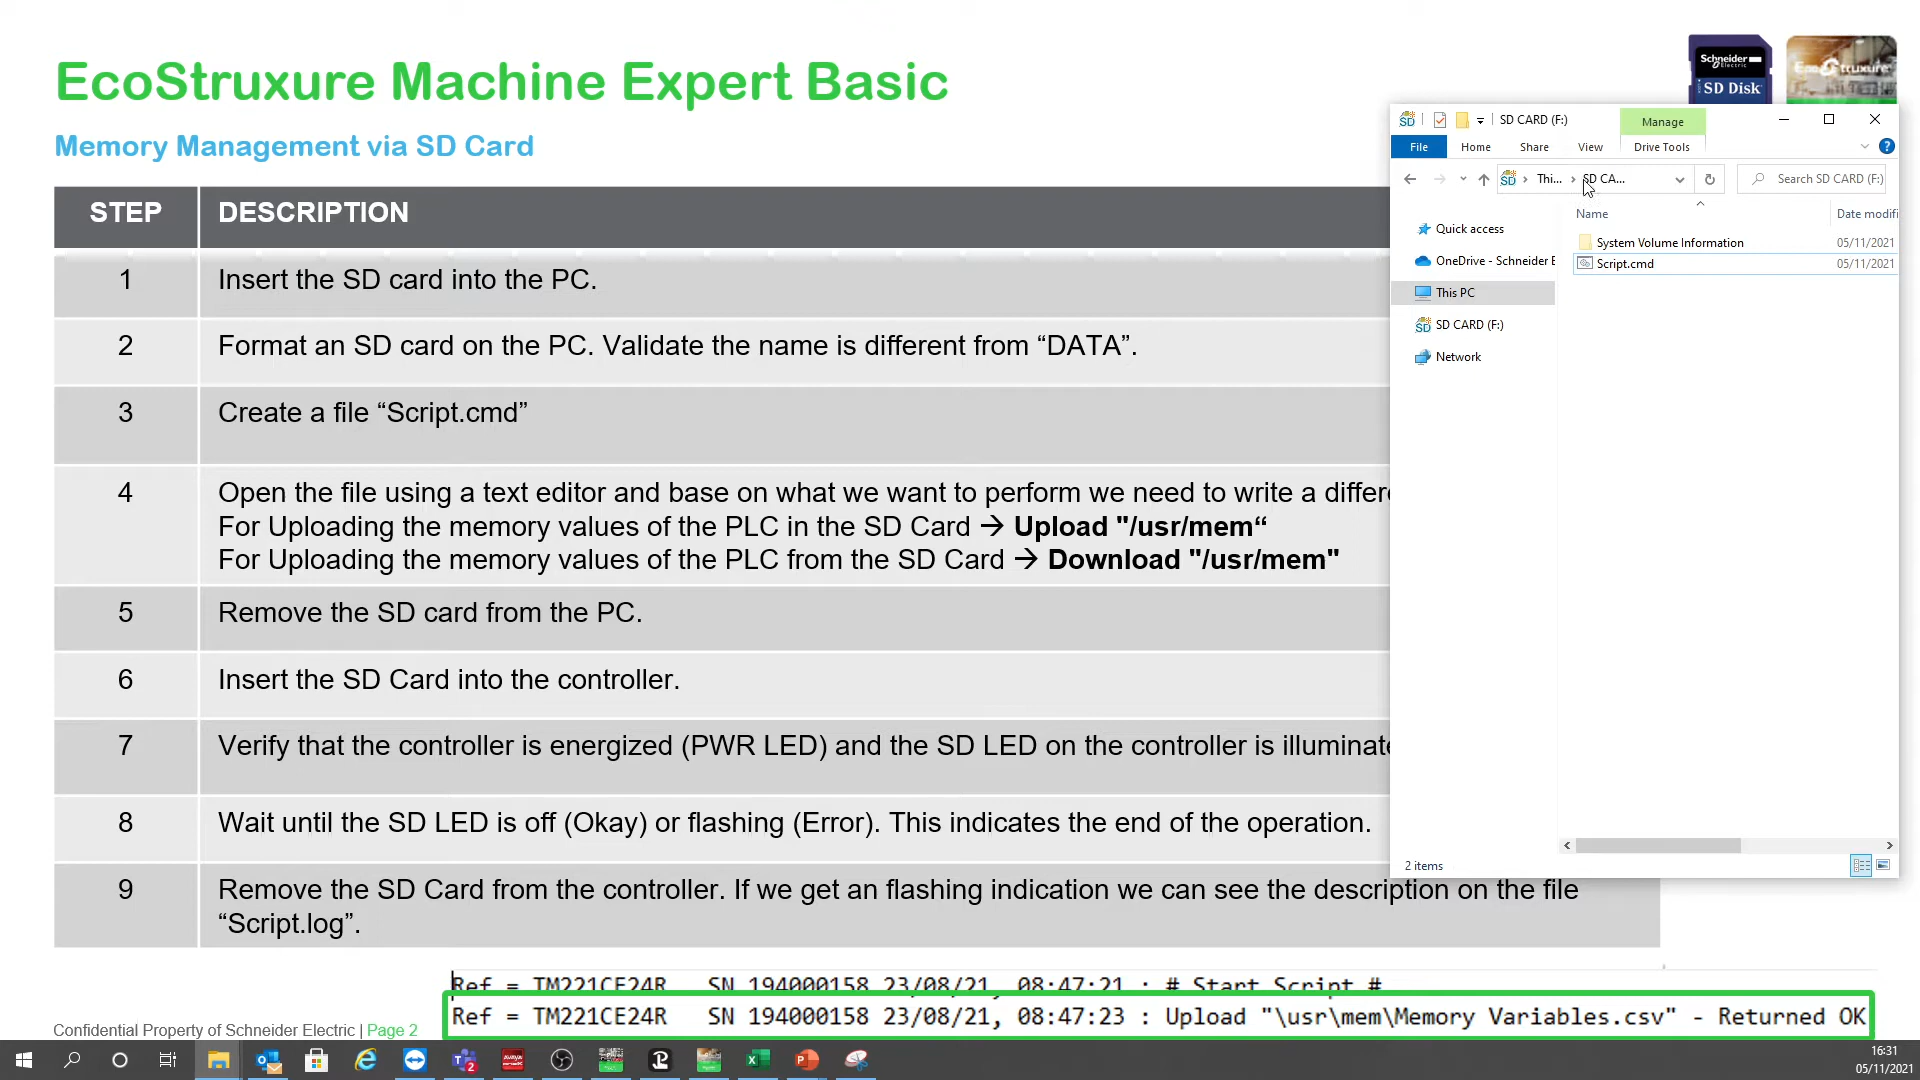 EcoStruxure Machine Expert Basic
Memory Management via SD Card
Schneider
Electric
SD Disk
STEP
DESCRIPTION
1
Insert the SD card into the PC.
2
Format an SD card on the PC. Validate the name is different from “DATA”.
3
Create a file “Script.cmd”
4
Open the file using a text editor and base on what we want to perform we need to write a differe
For Uploading the memory values of the PLC in the SD Card → Upload "/usr/mem“
For Uploading the memory values of the PLC from the SD Card → Download "/usr/mem"
5
Remove the SD card from the PC.
6
Insert the SD Card into the controller.
7
Verify that the controller is energized (PWR LED) and the SD LED on the controller is illuminate
8
Wait until the SD LED is off (Okay) or flashing (Error). This indicates the end of the operation.
9
Remove the SD Card from the controller. If we get an flashing indication we can see the description on the file
“Script.log”.
SD CARD (F:)
Manage
File
Home
Share
View
Drive Tools
Thi...
SD CA...
Search SD CARD (F:)
Name
Date modifi
Quick access
OneDrive - Schneider E
This PC
SD CARD (F:)
Network
System Volume Information
05/11/2021
Script.cmd
05/11/2021
2 items
Ref = TM221CE24R SN 194000158 23/08/21, 08:47:21 : # Start Script #
Ref = TM221CE24R SN 194000158 23/08/21, 08:47:23 : Upload "\usr\mem\Memory Variables.csv" - Returned OK
Confidential Property of Schneider Electric | Page 2
16:31
05/11/2021